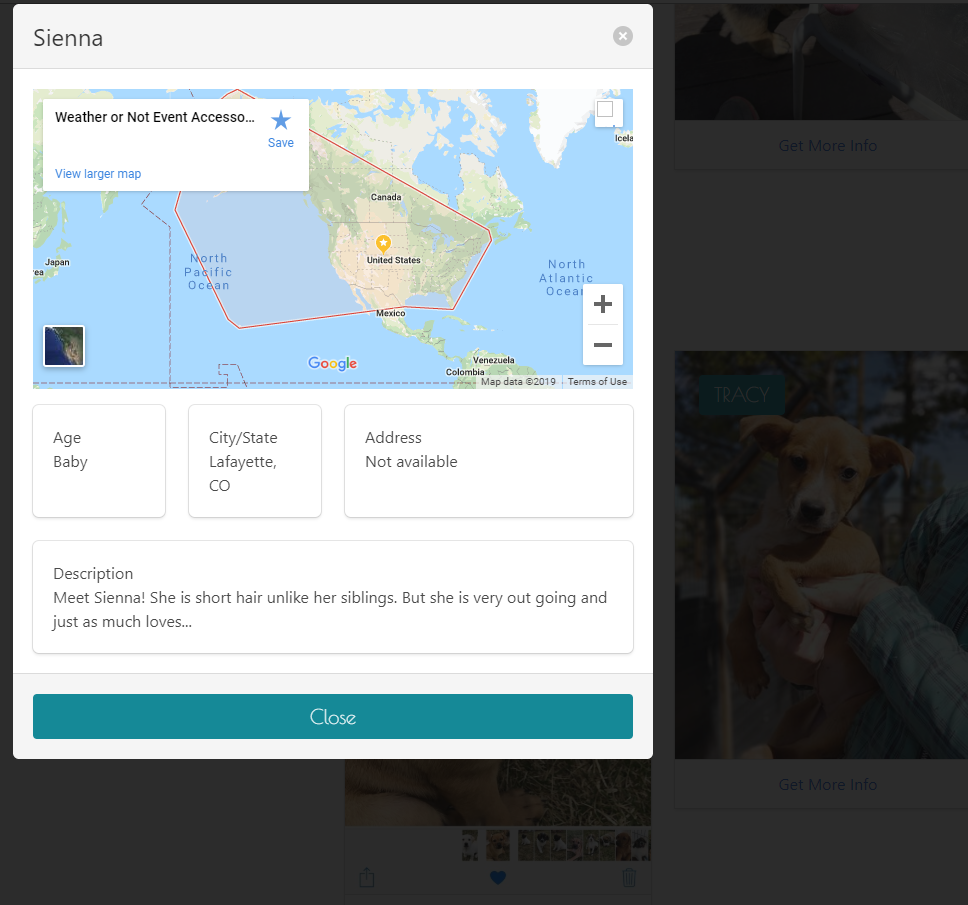 Sienna
Weather or Not Event Accesso...
Save
View larger map
Canada
United States
Mexico
Japan
North
Pacific
Ocean
North
Atlantic
Ocean
Icela
rea
Venezuela
Colombia
Google
Map data ©2019
Terms of Use
Age
Baby
City/State
Lafayette,
CO
Address
Not available
Description
Meet Sienna! She is short hair unlike her siblings. But she is very out going and
just as much loves...
Close
Get More Info
TRACY
Get More Info